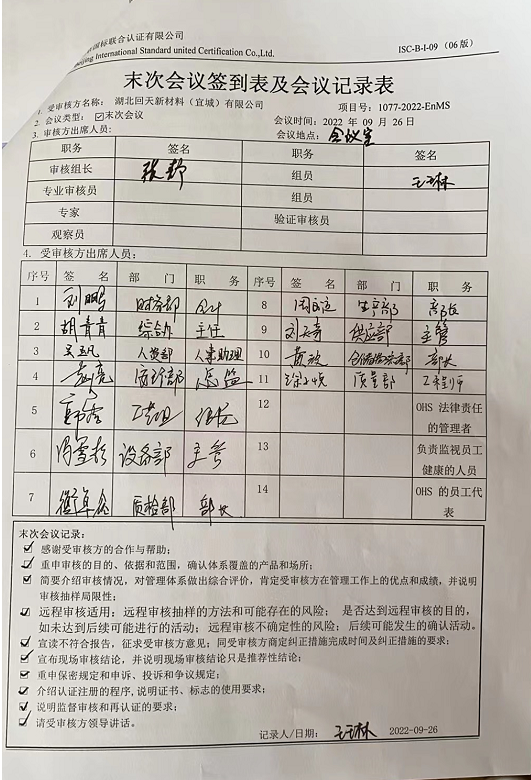 国标联合认证有限公司
Beijing International Standard united Certification Co.,Ltd. ISC-B-I-09 (06版)
末次会议签到表及会议记录表
1. 受审核方名称: 湖北回天新材料(宜城)有限公司 项目号: 1077-2022-EnMS
2. 会议类型: ☑末次会议 会议时间: 2022 年 09 月 26 日
3. 审核方出席人员: 会议地点: 会议室
职务 签名 职务 签名
审核组长 组员
专业审核员 组员
专家 验证审核员
观察员
4. 受审核方出席人员:
序号 签 名 部 门 职 务 序号 签 名 部 门 职 务
1 刘鹏 财务部 会计 8 生产部 部长
2 胡青青 综合办 主任 9 供应部 主管
3 人资部 人事助理 10 黄波 部长
4 总监 11 质量部 工程师
5 12 OHS 法律责任的管理者
6 设备部 主管 13 负责监视员工健康的人员
7 质检部 部长 14 OHS 的员工代表
末次会议记录:
☑ 感谢受审核方的合作与帮助;
☑ 重申审核的目的、依据和范围,确认体系覆盖的产品和场所;
☑ 简要介绍审核情况,对管理体系做出综合评价,肯定受审核方在管理工作上的优点和成绩,并说明
审核抽样局限性;
☑ 远程审核适用:远程审核抽样的方法和可能存在的风险; 是否达到远程审核的目的,
如未达到后续可能进行的活动; 远程审核不确定性的风险; 后续可能发生的确认活动。
☑ 宣读不符合报告,征求受审核方意见;同受审核方商定纠正措施完成时间及纠正措施的要求;
☑ 宣布现场审核结论,并说明现场审核结论只是推荐性结论;
☑ 重申保密规定和申诉、投诉和争议规定;
☑ 介绍认证注册的程序,说明证书、标志的使用要求;
☑ 说明监督审核和再认证的要求;
☑ 请受审核方领导讲话。
记录人/日期: 2022-09-26